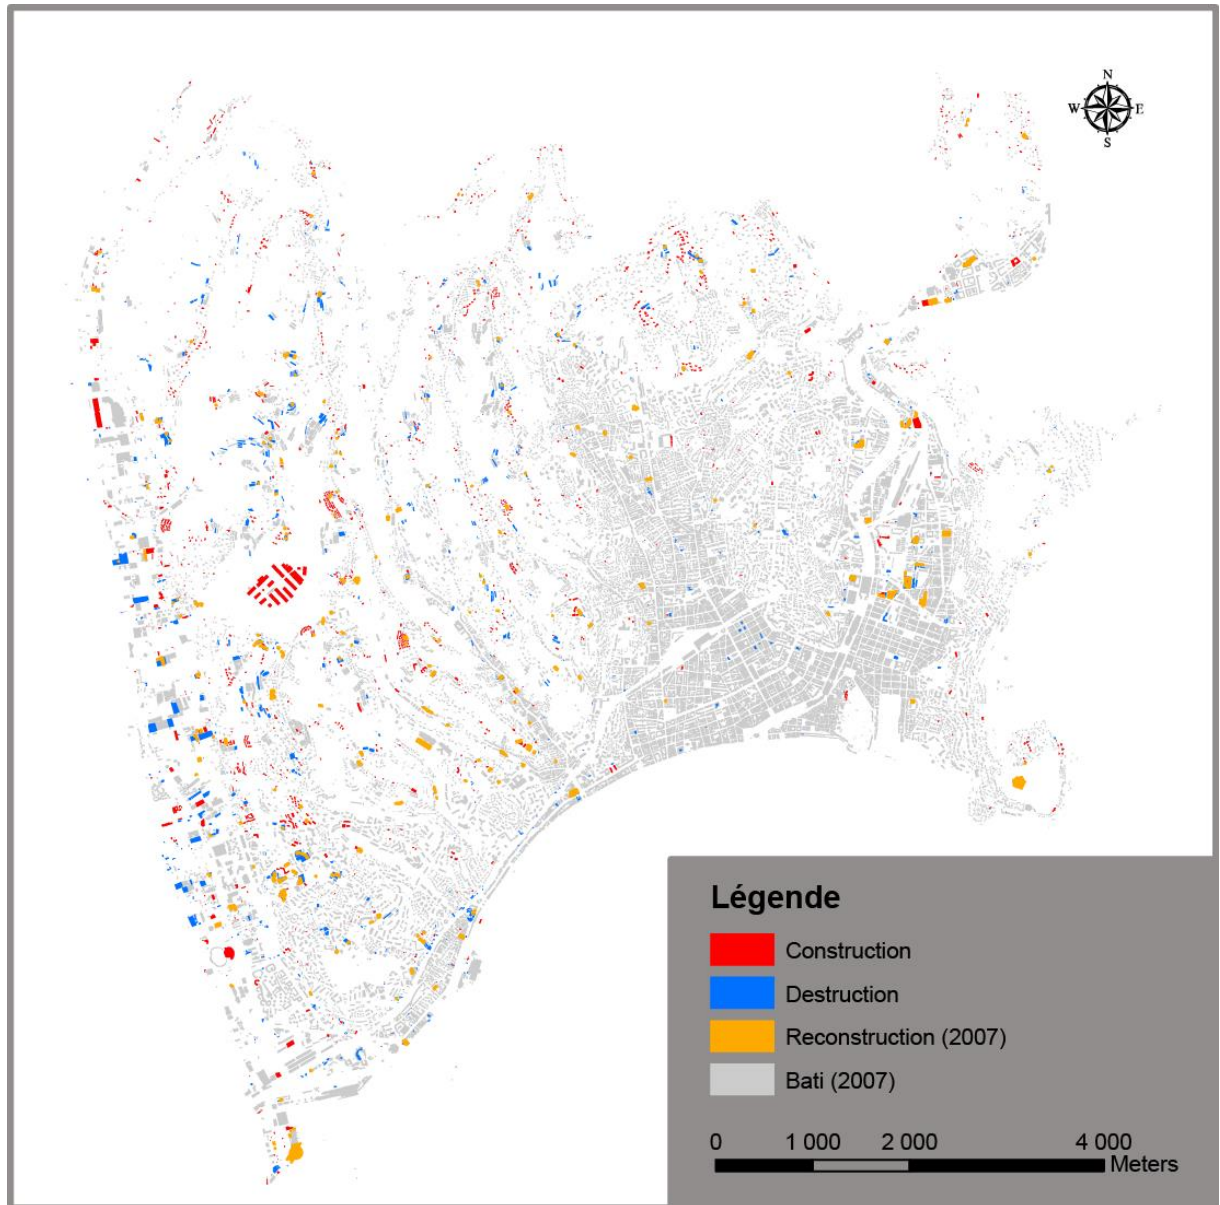 N
W E
S
Légende
Construction
Destruction
Reconstruction (2007)
Bati (2007)
0 1 000 2 000 4 000
Meters